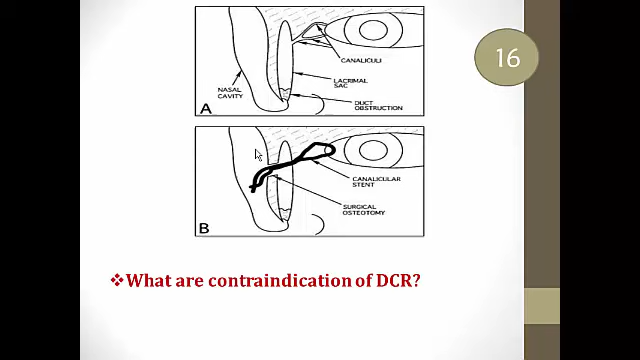 16
CANALICULI
LACRIMAL
SAC
NASAL
CAVITY
DUCT
OBSTRUCTION
A
CANALICULAR
STENT
SURGICAL
OSTEOTOMY
B
❖What are contraindication of DCR?